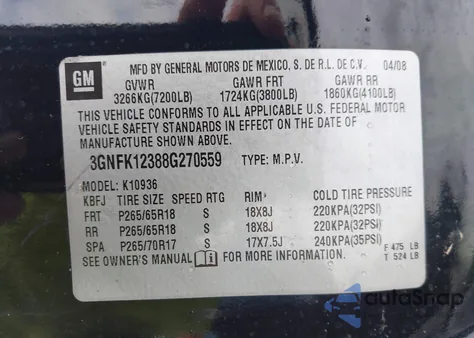 GM
MFD BY GENERAL MOTORS DE MEXICO, S. DE R.L. DE C.V. 04/08
GVWR GAWR FRT GAWR RR
3266KG(7200LB) 1724KG(3800LB) 1860KG(4100LB)
THIS VEHICLE CONFORMS TO ALL APPLICABLE
U.S. FEDERAL MOTOR
VEHICLE SAFETY STANDARDS IN EFFECT ON THE DATE OF
MANUFACTURE SHOWN ABOVE.
3GNFK12388G270559 TYPE: M.P.V.
MODEL: K10936
KBFJ TIRE SIZE SPEED RTG RIM COLD TIRE PRESSURE
FRT P265/65R18 S 18X8J 220KPA(32PSI)
RR P265/65R18 S 18X8J 220KPA(32PSI)
SPA P265/70R17 S 17X7.5J 240KPA(35PSI)
SEE OWNER'S MANUAL FOR MORE INFORMATION
F 475 LB
T 524 LB
autoSnap